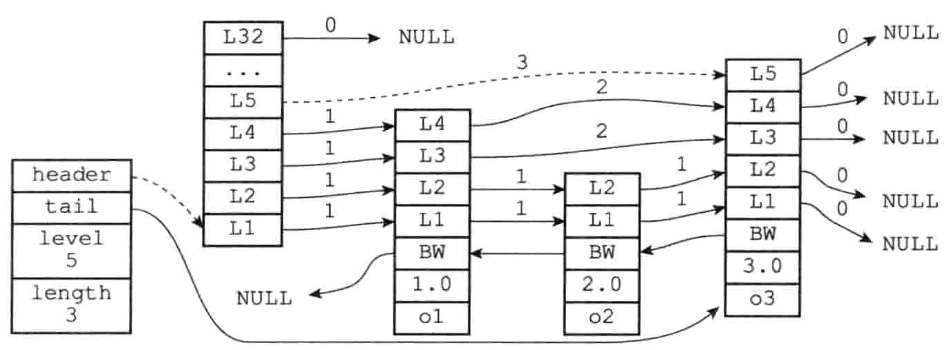 header
tail
level
5
length
3
L32
...
L5
L4
L3
L2
L1
0
NULL
3
1
1
1
1
L4
L3
L2
L1
BW
1.0
o1
NULL
2
2
1
1
L2
L1
BW
2.0
o2
1
1
L5
L4
L3
L2
L1
BW
3.0
o3
0
NULL
0
NULL
0
NULL
0
NULL
0
NULL